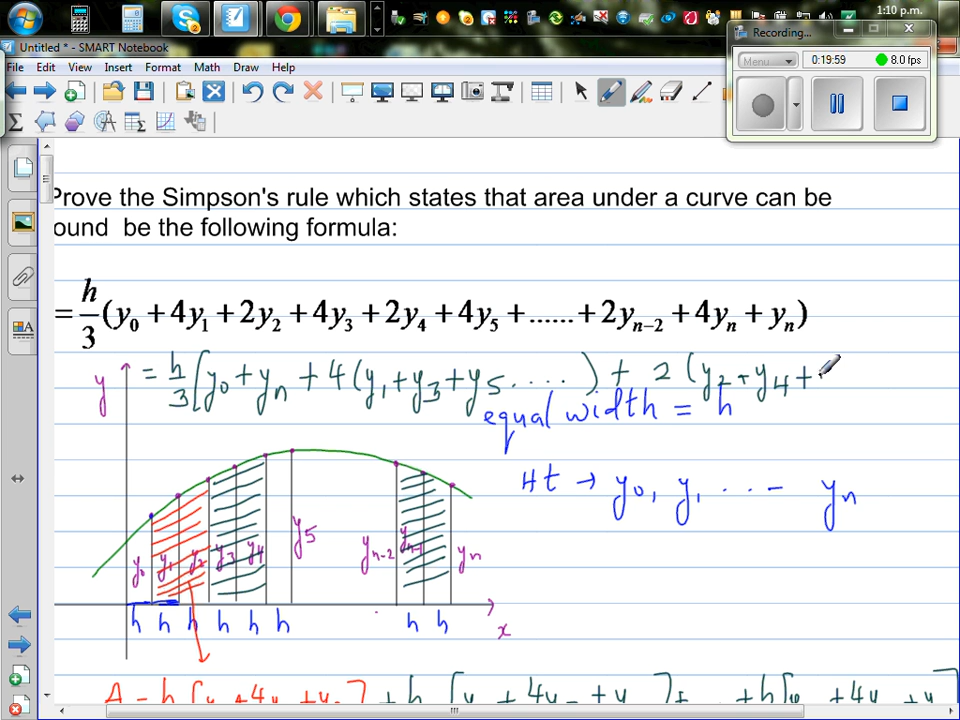 1:10 p.m.
Untitled * - SMART Notebook
Recording...
File Edit View Insert Format Math Draw Help
Menu 0:19:59 8.0 fps
Prove the Simpson's rule which states that area under a curve can be
ound be the following formula:
= h/3 (y₀ + 4y₁ + 2y₂ + 4y₃ + 2y₄ + 4y₅ + ...... + 2yₙ₋₂ + 4yₙ + yₙ)
y = h/3 [y₀ + yₙ + 4 (y₁ + y₃ + y₅ ....) + 2 (y₂ + y₄ +
equal width = h
Ht → y₀, y₁ ... - yₙ
y₀ y₁ y₂ y₃ y₄ y₅ yₙ₋₂ yₙ₋₁ yₙ
h h h h h h h h
x